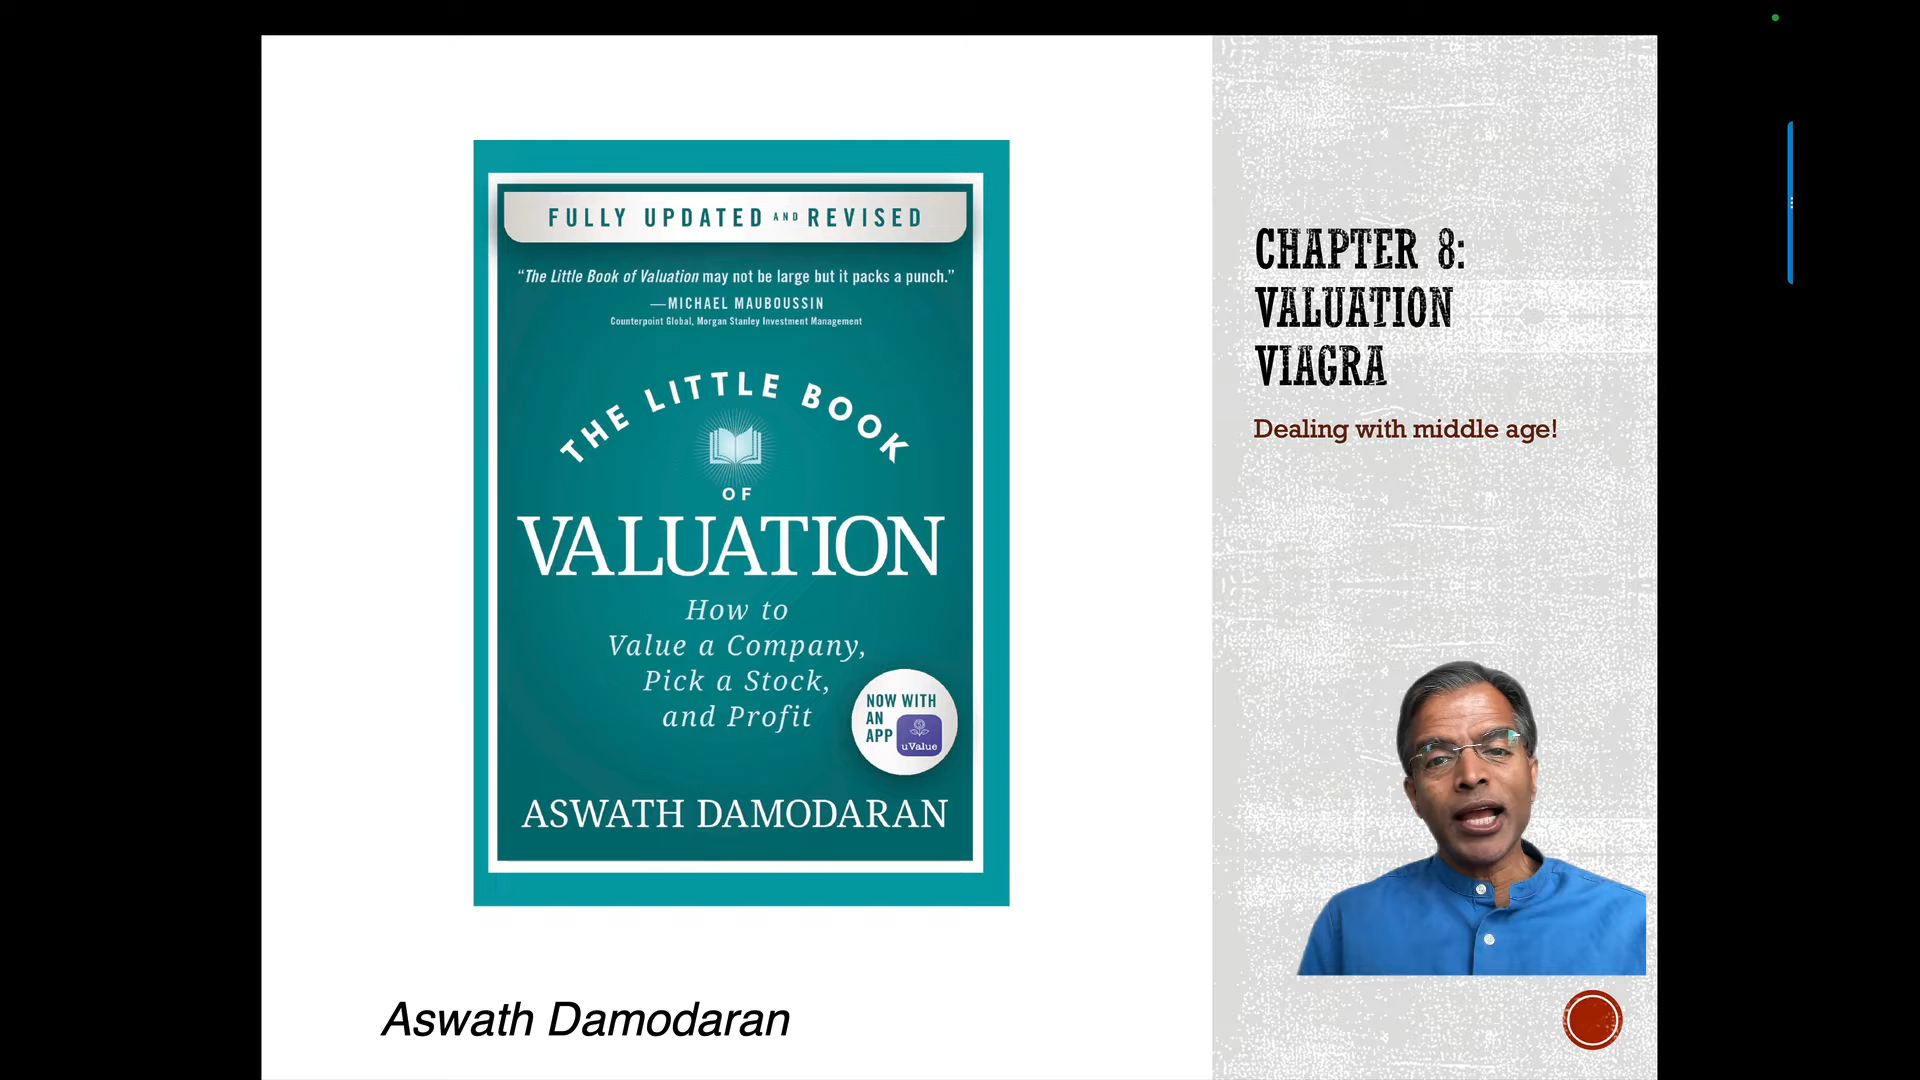 FULLY UPDATED AND REVISED
“The Little Book of Valuation may not be large but it packs a punch.”
—MICHAEL MAUBOUSSIN
Counterpoint Global, Morgan Stanley Investment Management
THE LITTLE BOOK
OF
VALUATION
How to
Value a Company,
Pick a Stock,
and Profit
NOW WITH
AN
APP
uValue
ASWATH DAMODARAN
Aswath Damodaran
CHAPTER 8:
VALUATION
VIAGRA
Dealing with middle age!